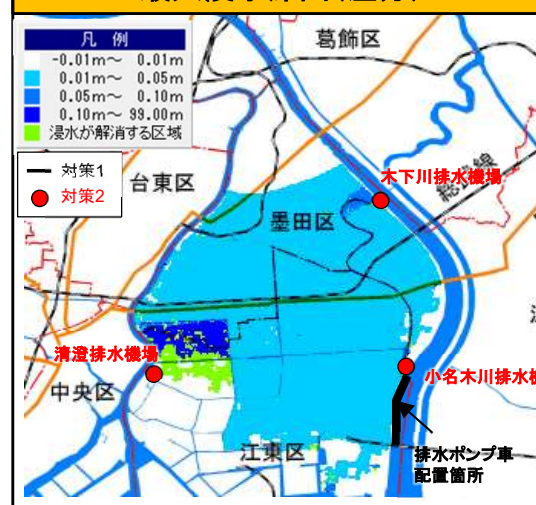 凡 例
-0.01m～ 0.01m
0.01m～ 0.05m
0.05m～ 0.10m
0.10m～ 99.00m
浸水が解消する区域
対策1
対策2
葛飾区
台東区
木下川排水機場
総武線
墨田区
清澄排水機場
小名木川排水機
中央区
排水ポンプ車
配置箇所
江東区